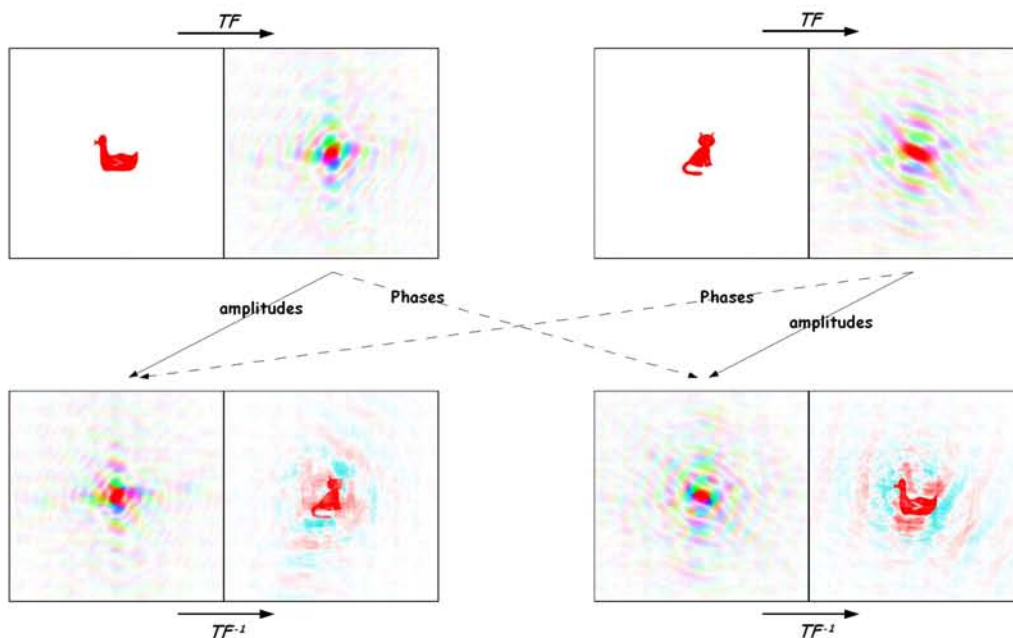 TF
TF
amplitudes
Phases
Phases
amplitudes
TF-1
TF-1